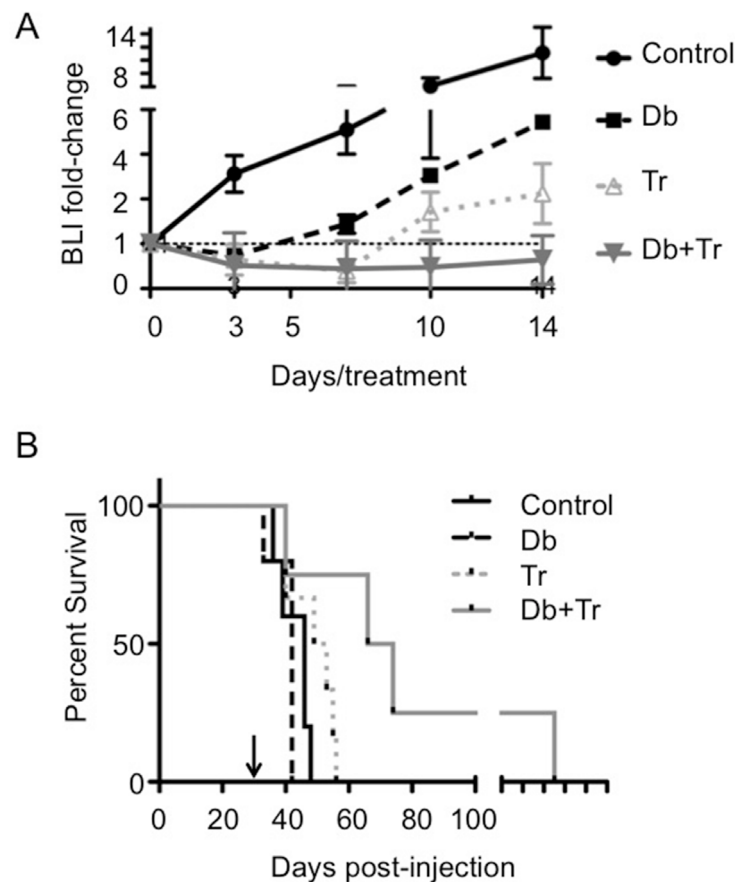 A
14
8
6
4
2
1
0
BLI fold-change
0 3 5 10 14
Days/treatment
Control
Db
Tr
Db+Tr
B
100
50
0
Percent Survival
0 20 40 60 80 100
Days post-injection
Control
Db
Tr
Db+Tr